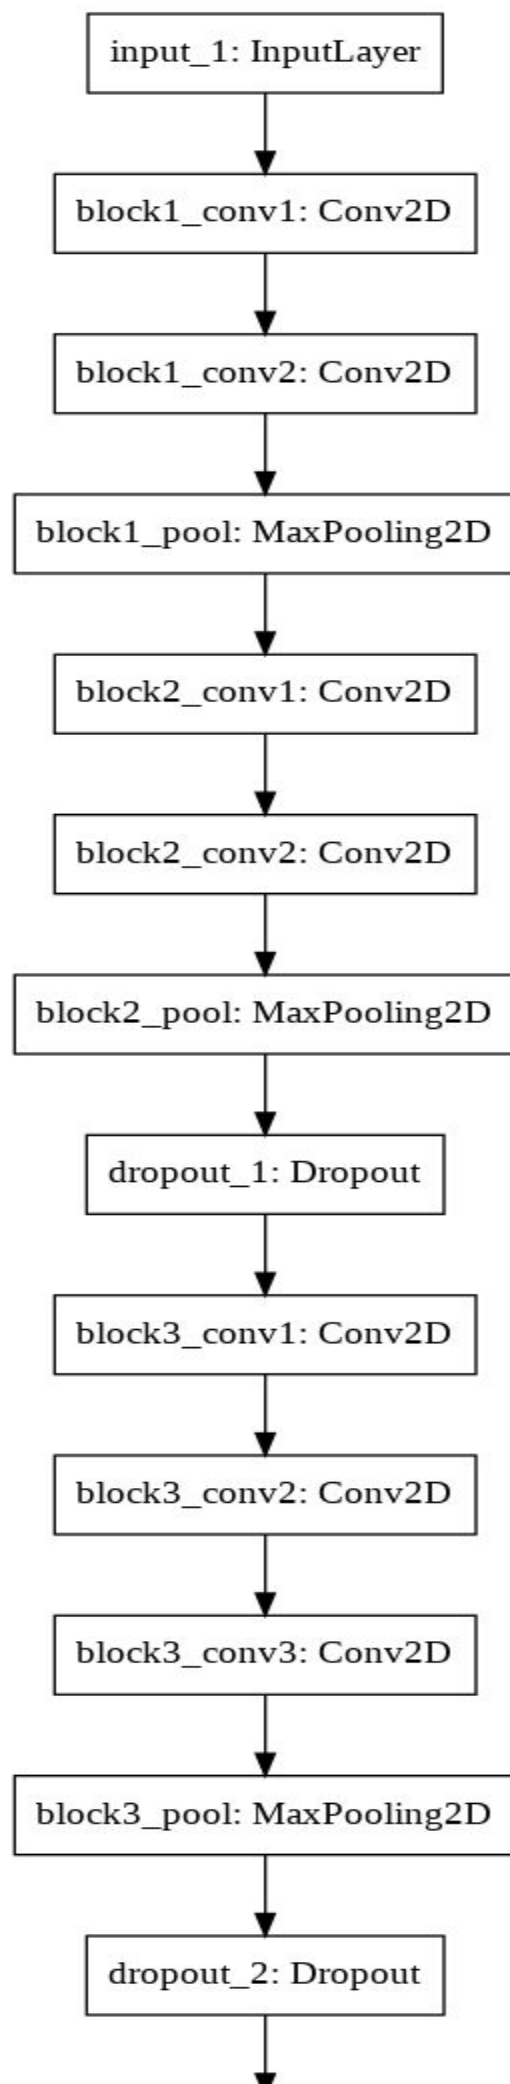 input_1: InputLayer
block1_conv1: Conv2D
block1_conv2: Conv2D
block1_pool: MaxPooling2D
block2_conv1: Conv2D
block2_conv2: Conv2D
block2_pool: MaxPooling2D
dropout_1: Dropout
block3_conv1: Conv2D
block3_conv2: Conv2D
block3_conv3: Conv2D
block3_pool: MaxPooling2D
dropout_2: Dropout